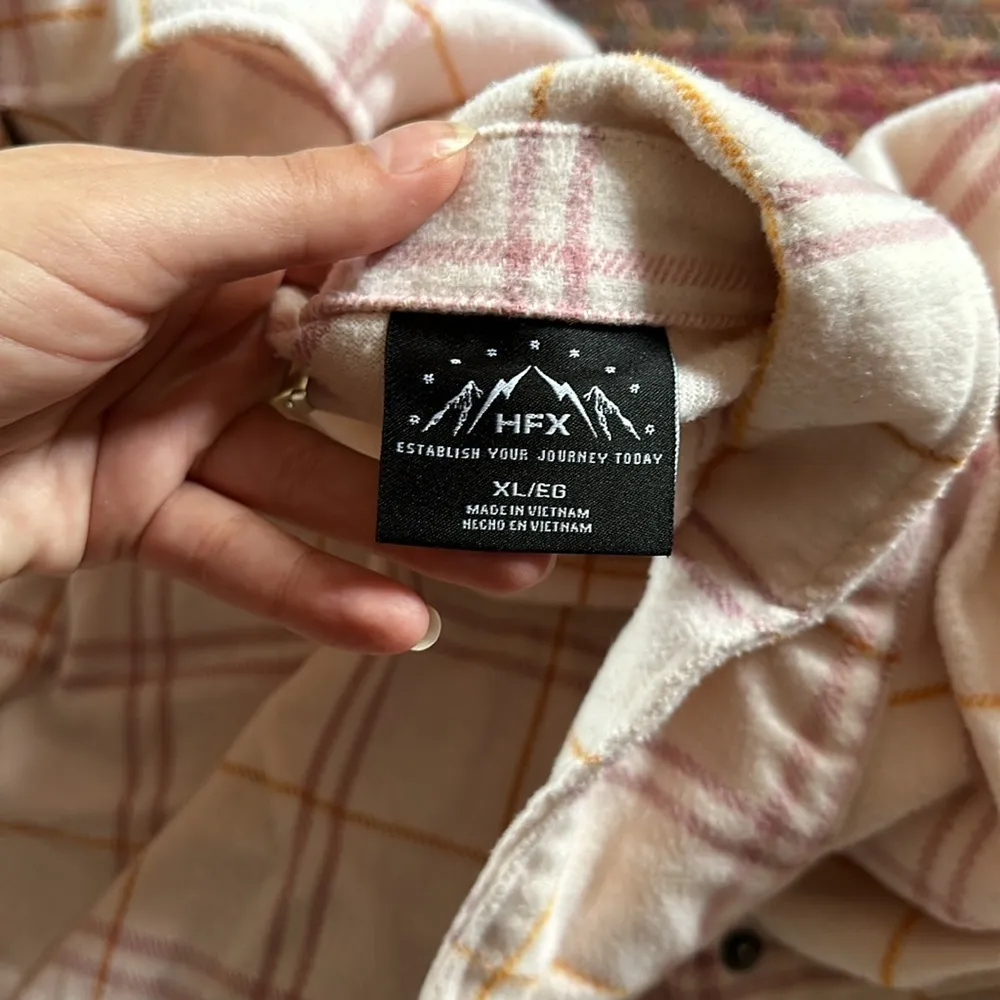 HFX
ESTABLISH YOUR JOURNEY TODAY
XL/EG
MADE IN VIETNAM
HECHO EN VIETNAM